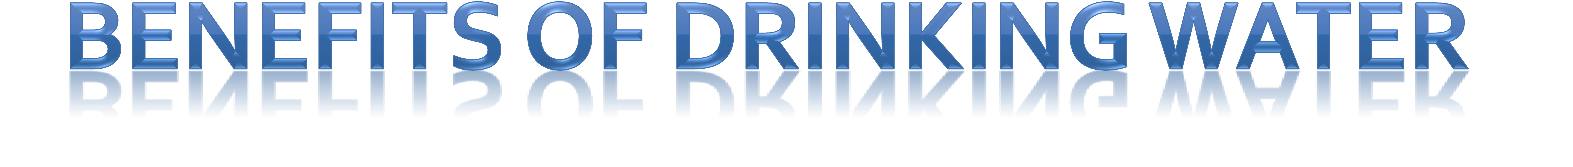 BENEFITS OF DRINKING WATER